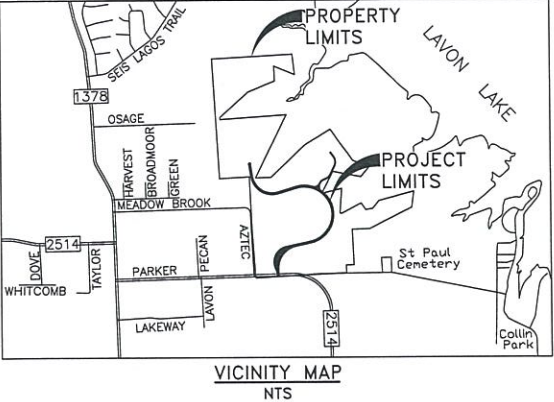 PROPERTY
LIMITS
SEIS LAGOS TRAIL
LAVON LAKE
1378
OSAGE
HARVEST
BROADMOOR
GREEN
PROJECT
LIMITS
MEADOW BROOK
2514
DOVE
TAYLOR
PECAN
AZTEC
St Paul
Cemetery
WHITCOMB
PARKER
LAVON
LAKEWAY
2514
Collin
Park
VICINITY MAP
NTS